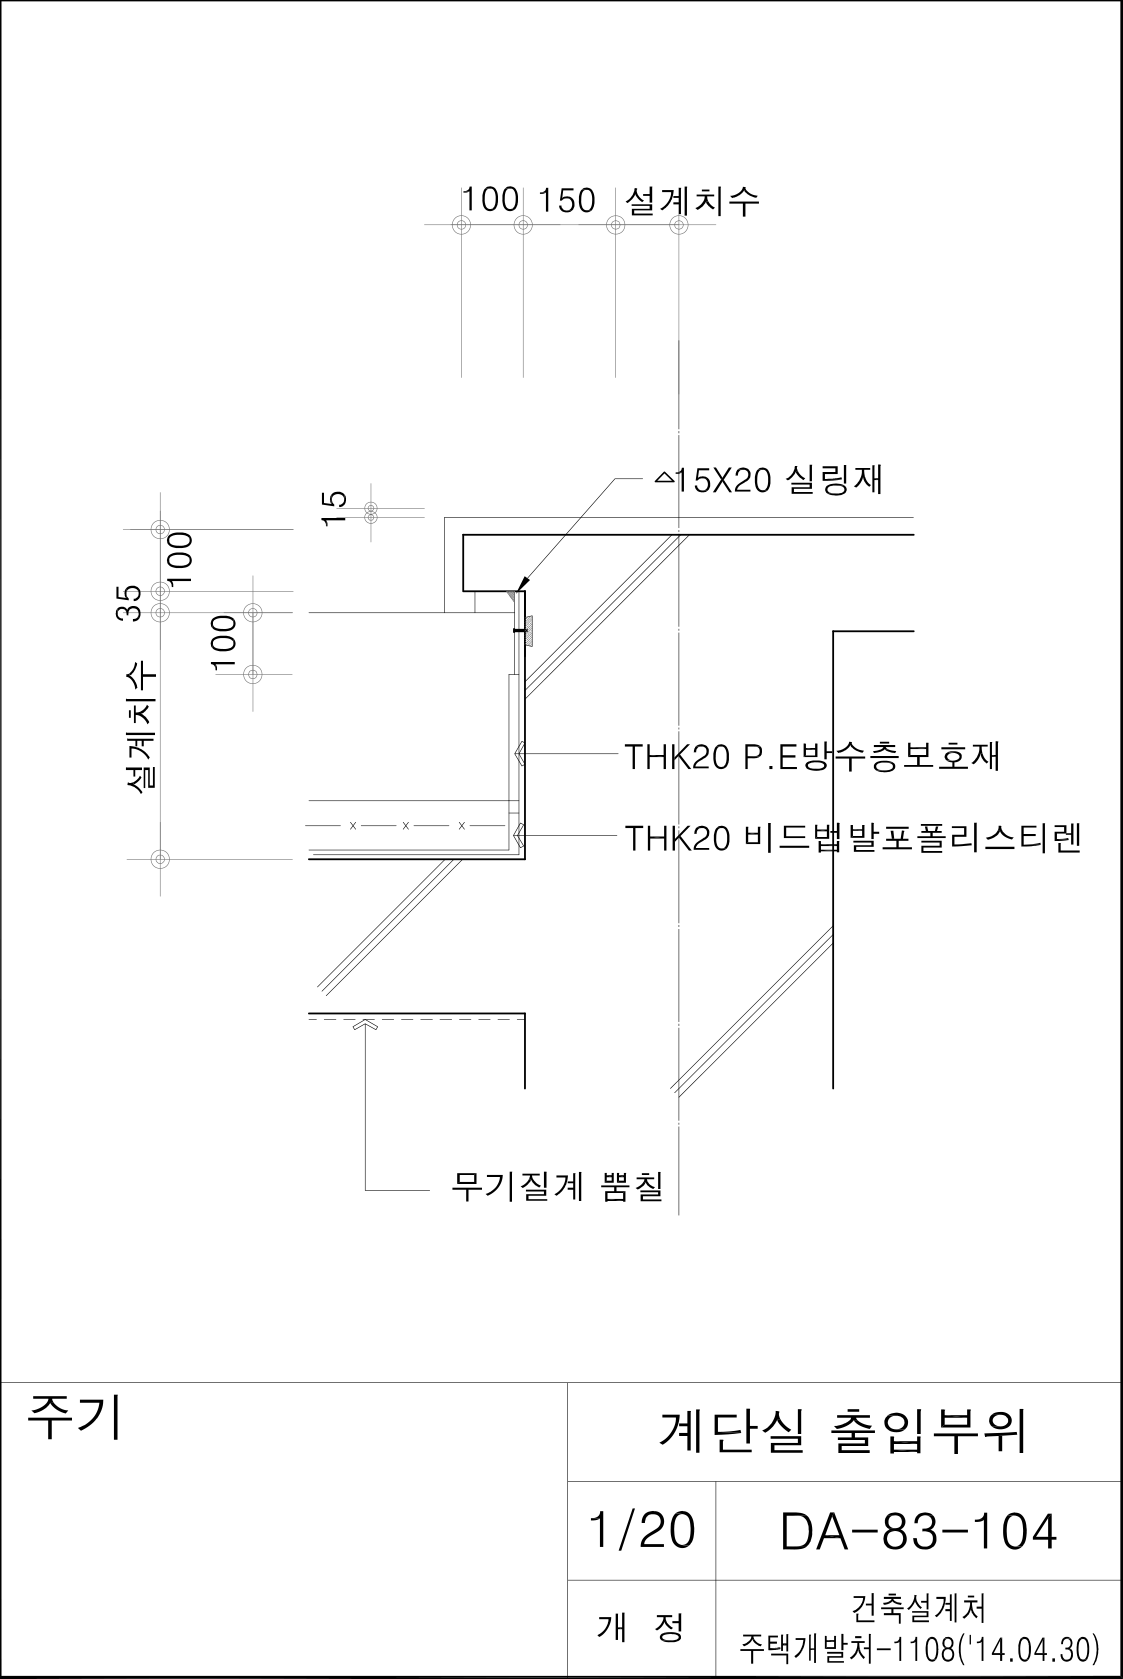 100 150 설계치수
△15X20 실링재
15
100
35
100
설계치수
THK20 P.E방수층보호재
x x x
THK20 비드법발포폴리스티렌
무기질계 뿜칠
주기
계단실 출입부위
1/20
DA-83-104
개 정
건축설계처
주택개발처-1108('14.04.30)